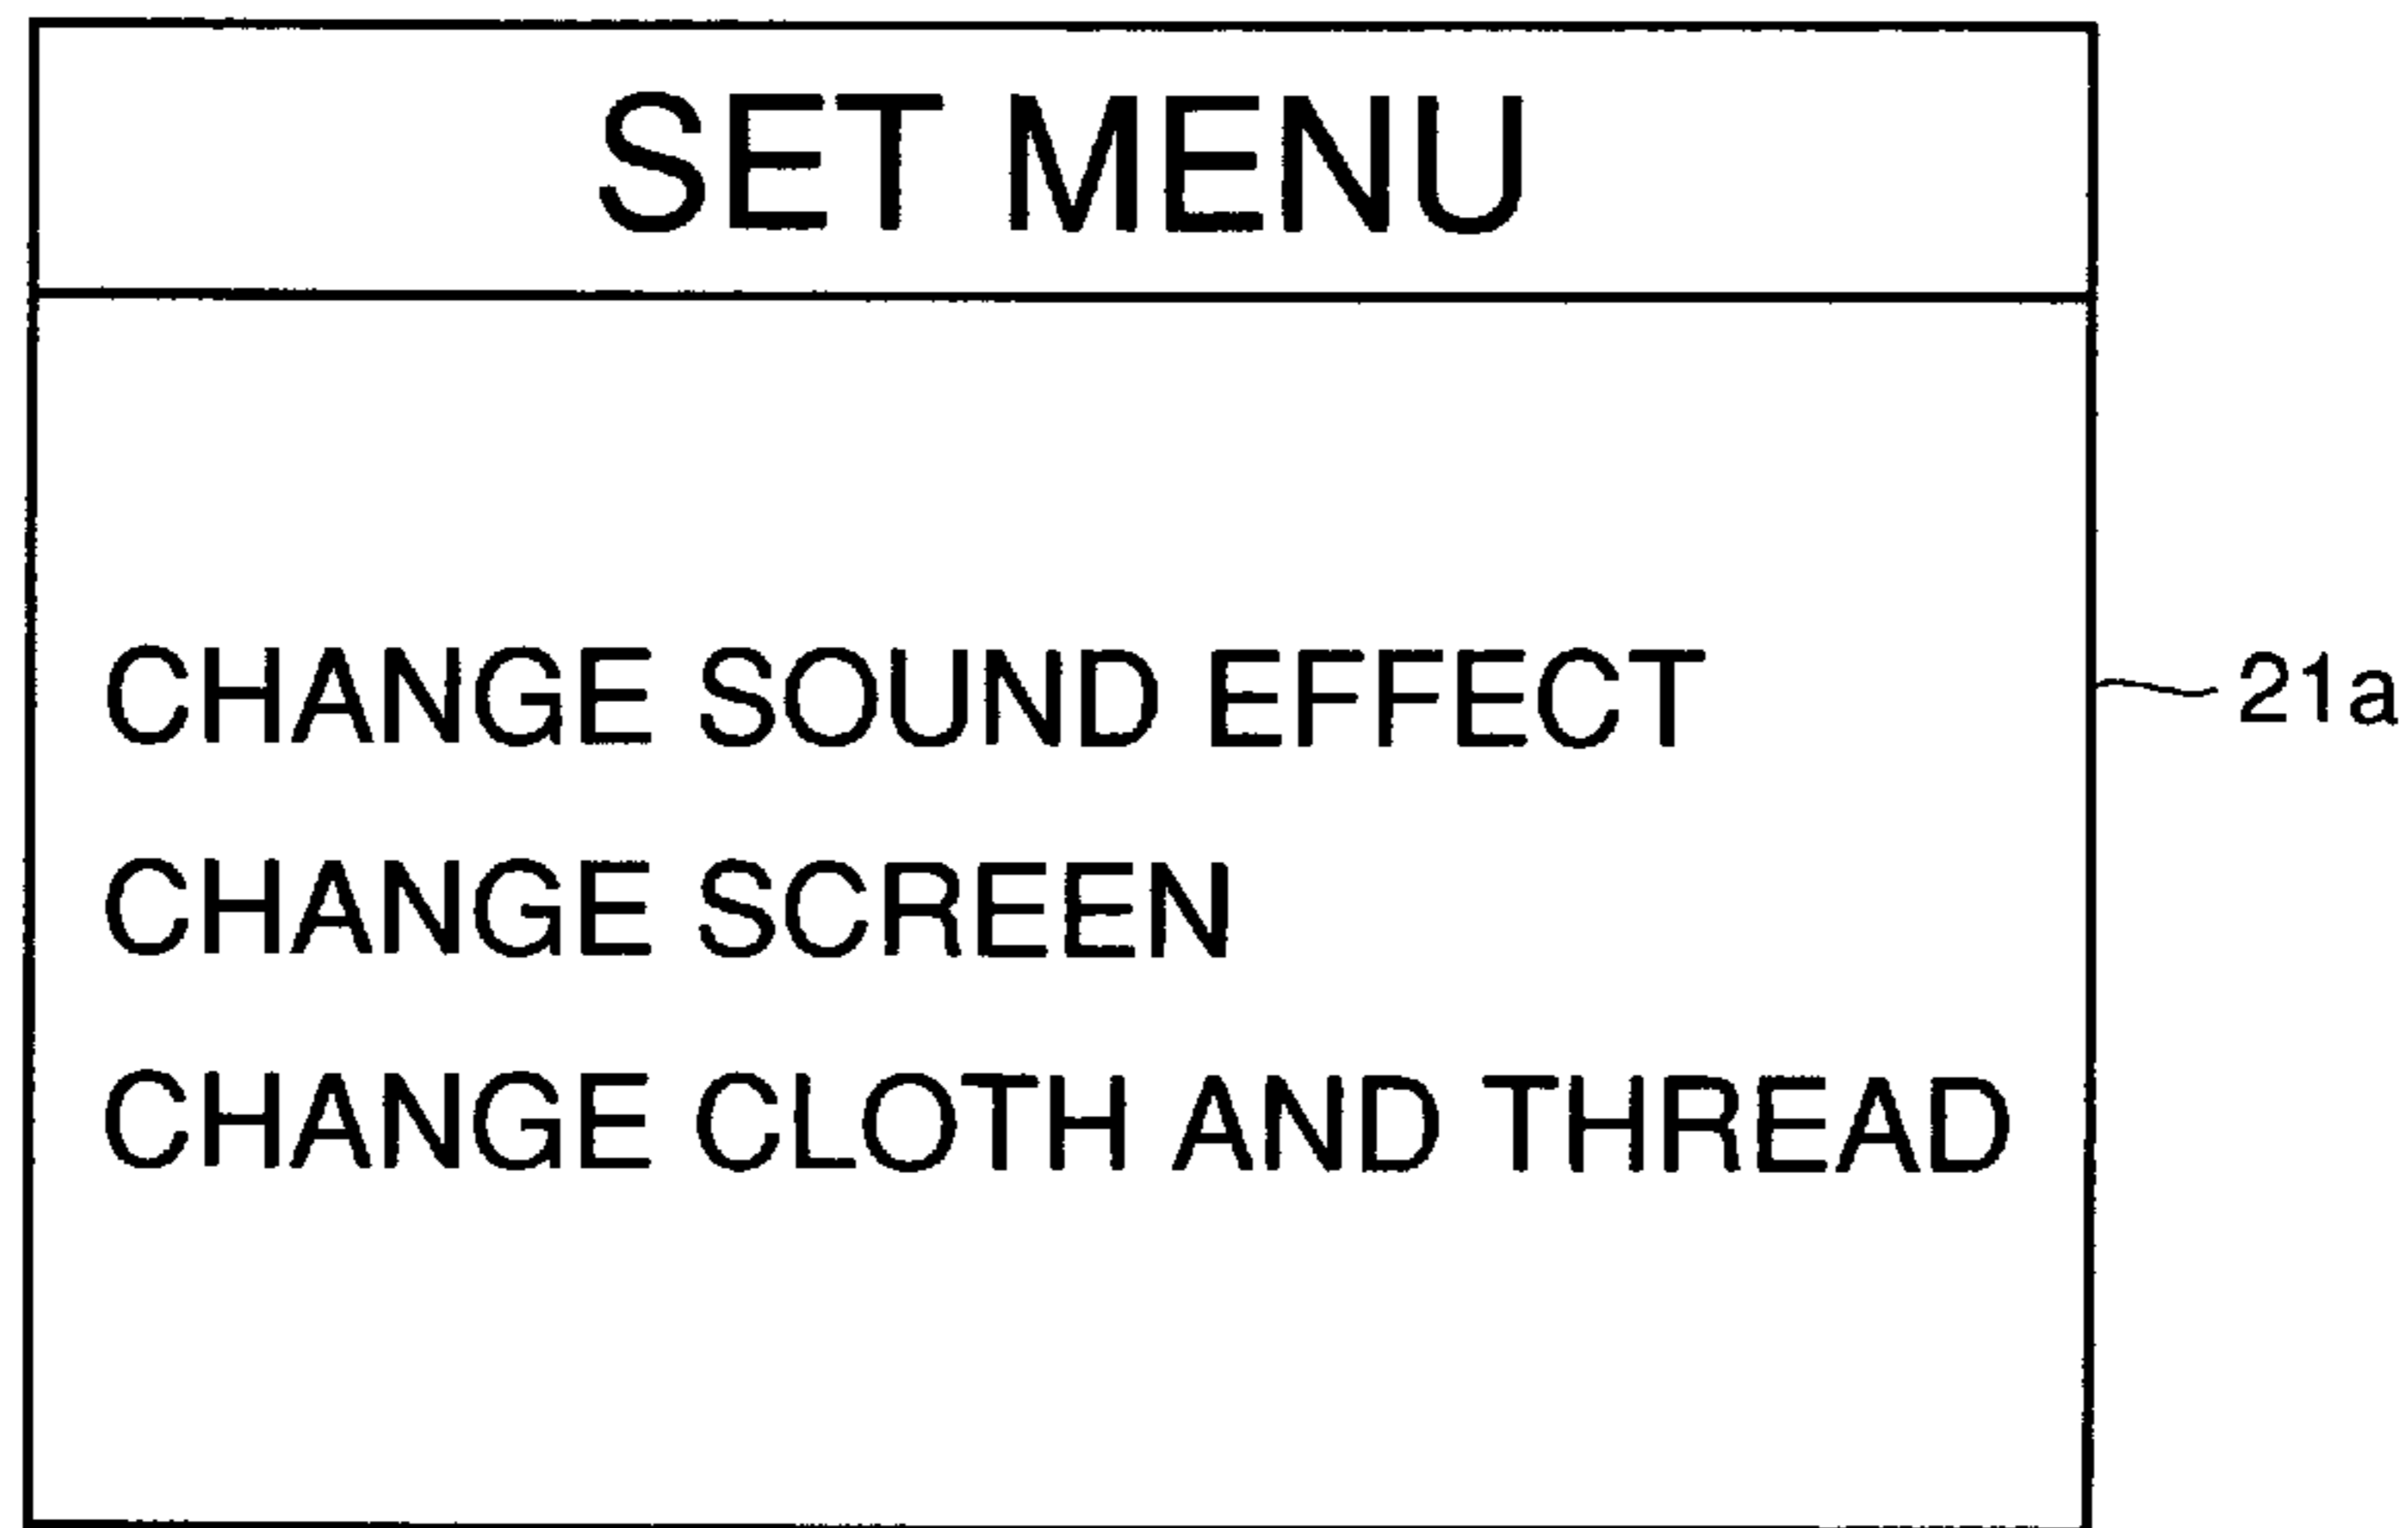 SET MENU
CHANGE SOUND EFFECT
21a
CHANGE SCREEN
CHANGE CLOTH AND THREAD